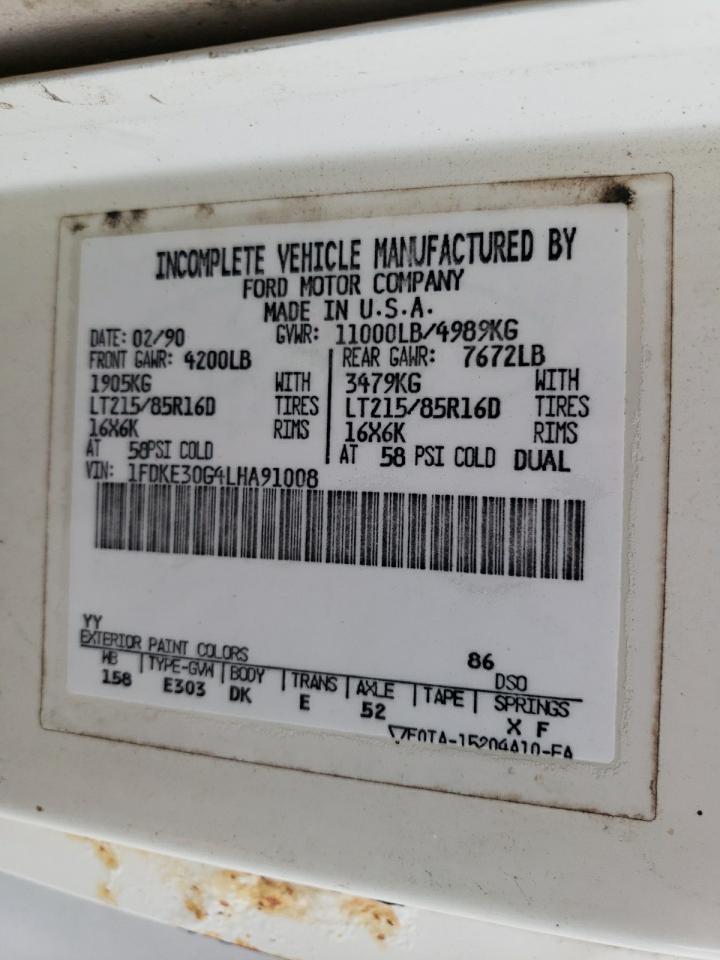 INCOMPLETE VEHICLE MANUFACTURED BY
FORD MOTOR COMPANY
MADE IN U.S.A.
DATE: 02/90 GVWR: 11000LB/4989KG
FRONT GAWR: 4200LB REAR GAWR: 7672LB
1905KG WITH 3479KG WITH
LT215/85R16D TIRES LT215/85R16D TIRES
16X6K RIMS 16X6K RIMS
AT 58PSI COLD AT 58 PSI COLD DUAL
VIN: 1FDKE30G4LHA91008
YY
EXTERIOR PAINT COLORS 86 DSO
WB TYPE-GVW BODY TRANS AXLE TAPE SPRINGS
158 E303 DK E 52 X F